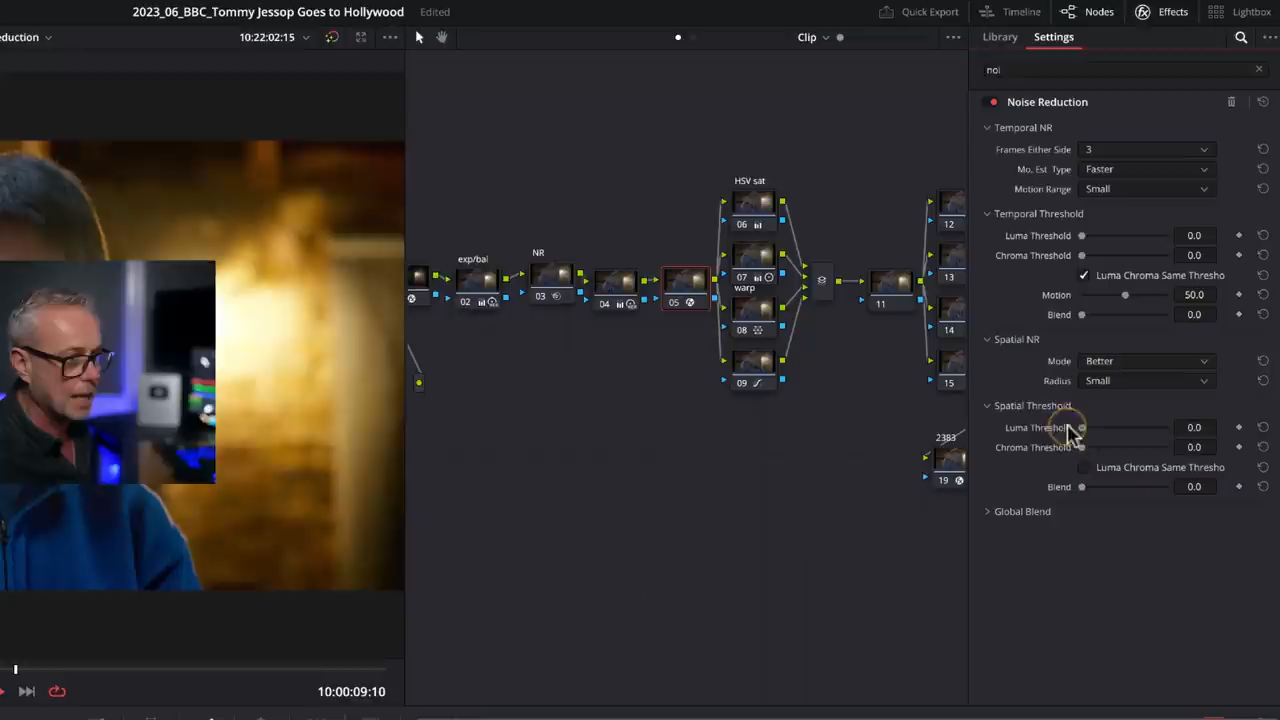 2023_06_BBC_Tommy Jessop Goes to Hollywood
Edited
Quick Export
Timeline
Nodes
Effects
Lightbox
eduction
10:22:02:15
Clip
Library
Settings
noi
Noise Reduction
Temporal NR
Frames Either Side
3
Mo. Est. Type
Faster
Motion Range
Small
Temporal Threshold
Luma Threshold
0.0
Chroma Threshold
0.0
Luma Chroma Same Thresho
Motion
50.0
Blend
0.0
Spatial NR
Mode
Better
Radius
Small
Spatial Threshold
Luma Threshold
0.0
Chroma Threshold
0.0
Luma Chroma Same Thresho
Blend
0.0
Global Blend
HSV sat
06
12
exp/bal
NR
02
03
04
05
07
13
warp
11
08
14
09
15
2383
19
10:00:09:10